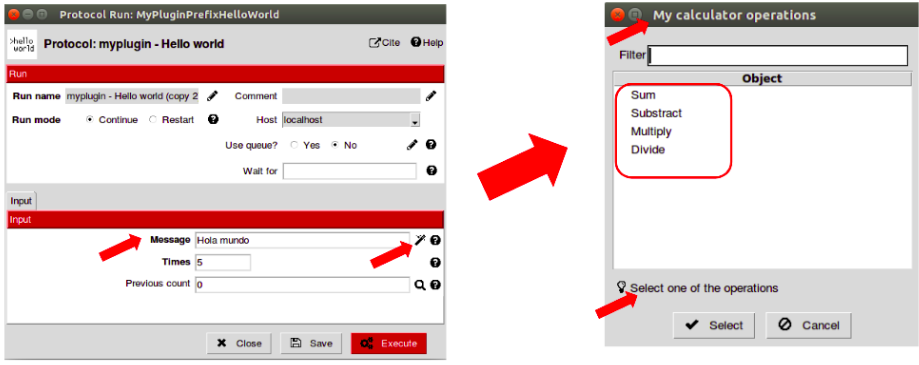 Protocol Run: MyPluginPrefixHelloWorld
>hello
world
Protocol: myplugin - Hello world
Cite
Help
Run
Run name myplugin - Hello world (copy 2
Comment
Run mode Continue Restart
Host localhost
Use queue? Yes No
Wait for
Input
Input
Message Hola mundo
Times 5
Previous count 0
Close
Save
Execute
My calculator operations
Filter
Object
Sum
Substract
Multiply
Divide
Select one of the operations
Select
Cancel